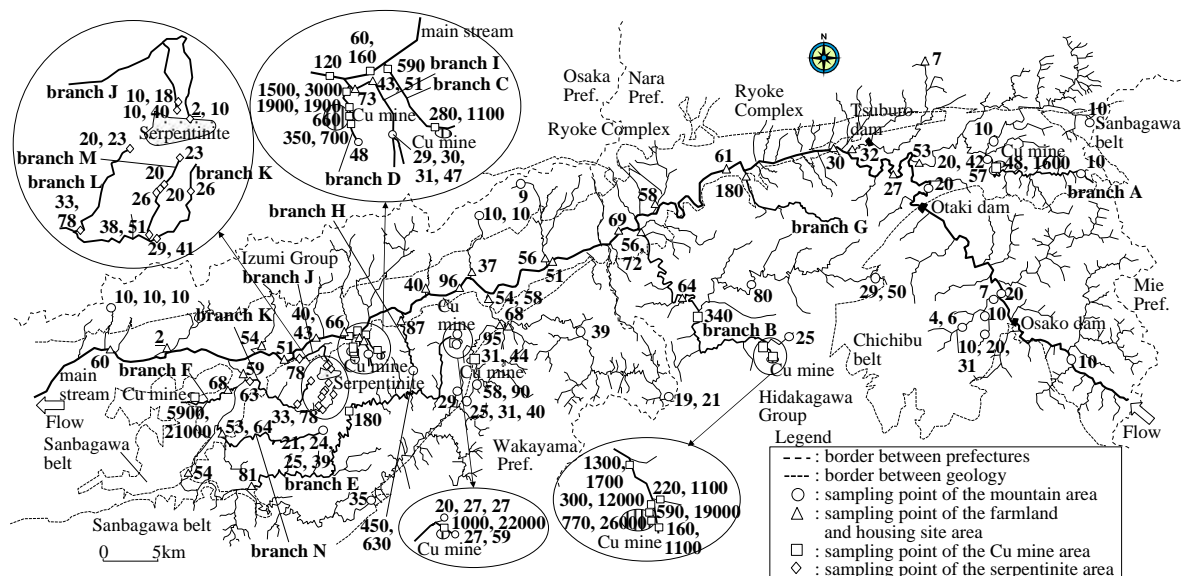 main stream
60,
160
120
590
branch I
43, 51
branch C
1500, 3000
1900, 1900
73
Cu mine
660
350, 700
280, 1100
Cu mine
48
29, 30,
31, 47
branch D
branch J
10, 18
10, 40
2, 10
Serpentinite
20, 23
branch M
23
branch K
branch L
20
33,
78
26
20
26
38, 51
29, 41
N
7
Osaka
Pref.
Nara
Pref.
Ryoke
Complex
Tsuburo
dam
Ryoke Complex
10
Sanbagawa
belt
10
Cu mine
61
30
32
53
20, 42
48, 1600
57
10
180
27
20
branch A
58
Otaki dam
9
10, 10
branch H
69
branch G
56,
72
Izumi Group
branch J
56
51
37
96
40
10, 10, 10
branch K
40,
43
66
54, 58
Cu
mine
68
87
64
80
29, 50
7
20
Mie
Pref.
340
branch B
25
4, 6
10
Osako dam
39
Chichibu
belt
10, 20,
31
10
2
54
51
60
branch F
78
Cu mine
Serpentinite
95
31, 44
Cu mine
main
stream
Cu mine
68
59
63
58, 90
29
25, 31, 40
19, 21
Hidakagawa
Group
Flow
5900,
21000
33, 78
180
53, 64
21, 24,
25, 39
Wakayama
Pref.
Flow
Sanbagawa
belt
54
81
branch E
35
450,
630
Sanbagawa belt
branch N
0
5km
20, 27, 27
1000, 22000
27, 59
Cu mine
1300,
1700
220, 1100
300, 12000
590, 19000
770, 26000
160,
1100
Cu mine
Legend
: border between prefectures
: border between geology
: sampling point of the mountain area
: sampling point of the farmland
and housing site area
: sampling point of the Cu mine area
: sampling point of the serpentinite area